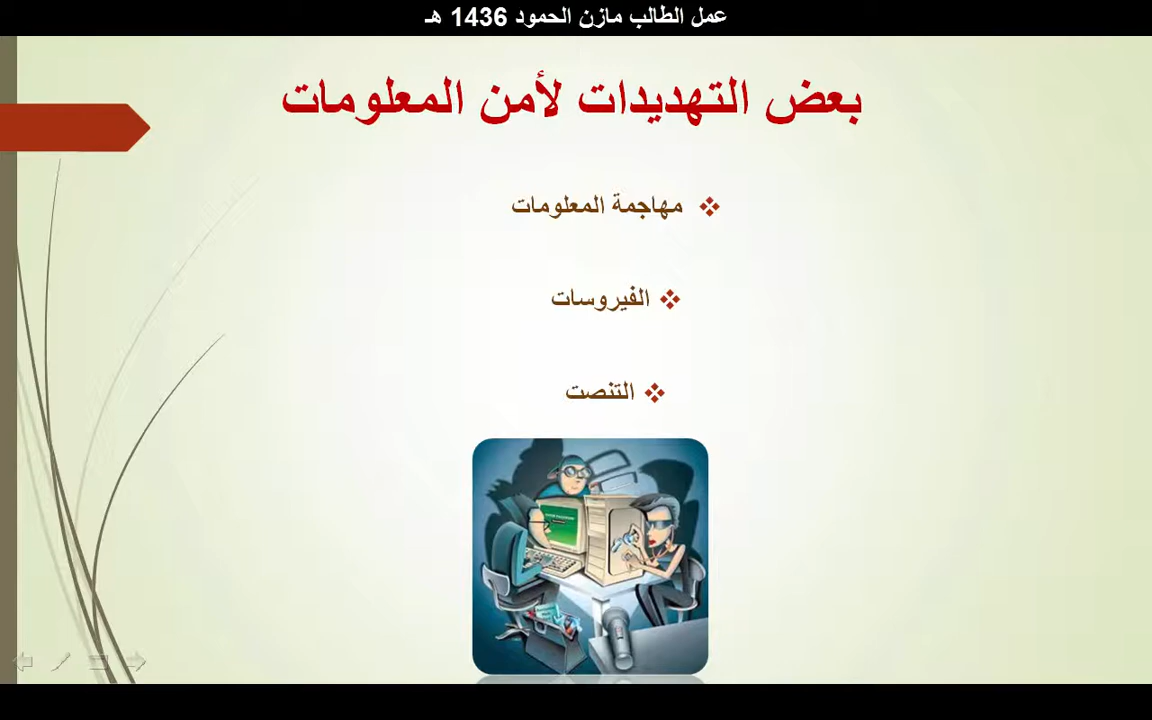 عمل الطالب مازن الحمود 1436 هـ
بعض التهديدات لأمن المعلومات
❖ مهاجمة المعلومات
❖ الفيروسات
❖ التنصت